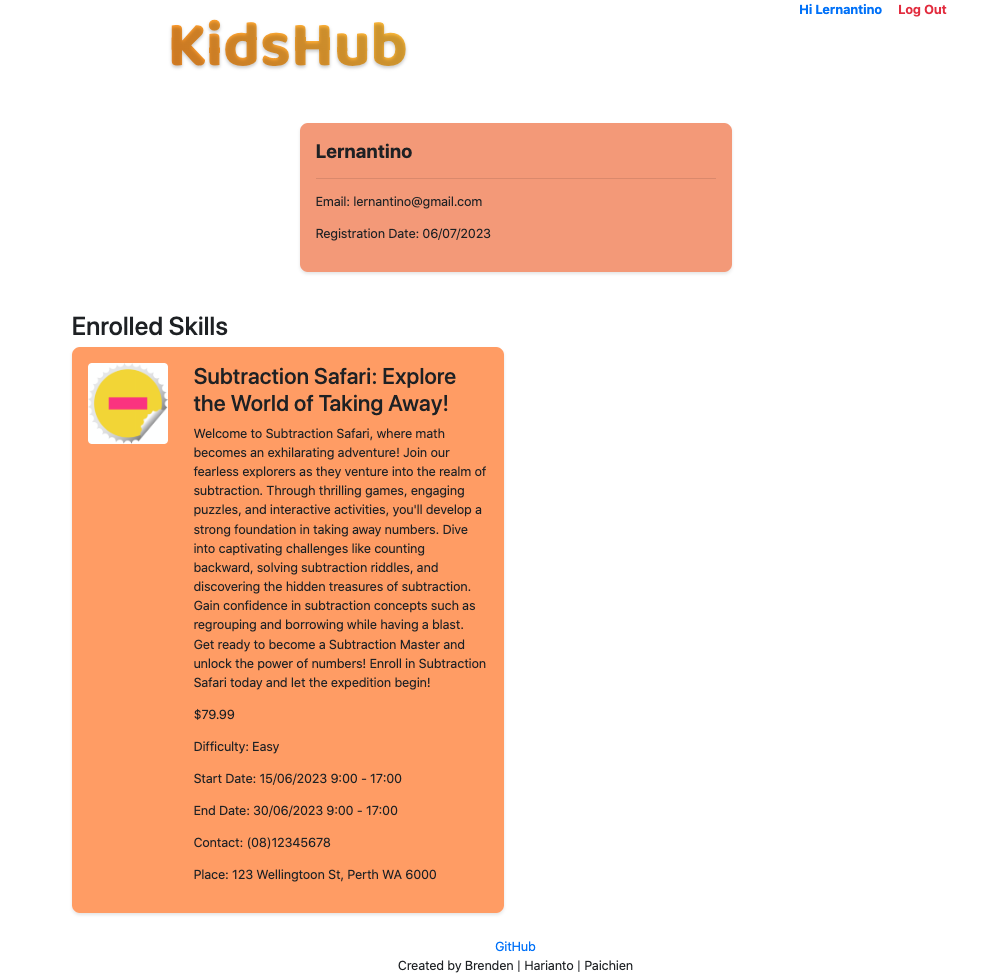 Hi Lernantino Log Out
KidsHub
Lernantino
Email: lernantino@gmail.com
Registration Date: 06/07/2023
Enrolled Skills
Subtraction Safari: Explore
the World of Taking Away!
Welcome to Subtraction Safari, where math
becomes an exhilarating adventure! Join our
fearless explorers as they venture into the realm of
subtraction. Through thrilling games, engaging
puzzles, and interactive activities, you'll develop a
strong foundation in taking away numbers. Dive
into captivating challenges like counting
backward, solving subtraction riddles, and
discovering the hidden treasures of subtraction.
Gain confidence in subtraction concepts such as
regrouping and borrowing while having a blast.
Get ready to become a Subtraction Master and
unlock the power of numbers! Enroll in Subtraction
Safari today and let the expedition begin!
$79.99
Difficulty: Easy
Start Date: 15/06/2023 9:00 - 17:00
End Date: 30/06/2023 9:00 - 17:00
Contact: (08)12345678
Place: 123 Wellingtoon St, Perth WA 6000
GitHub
Created by Brenden | Harianto | Paichien